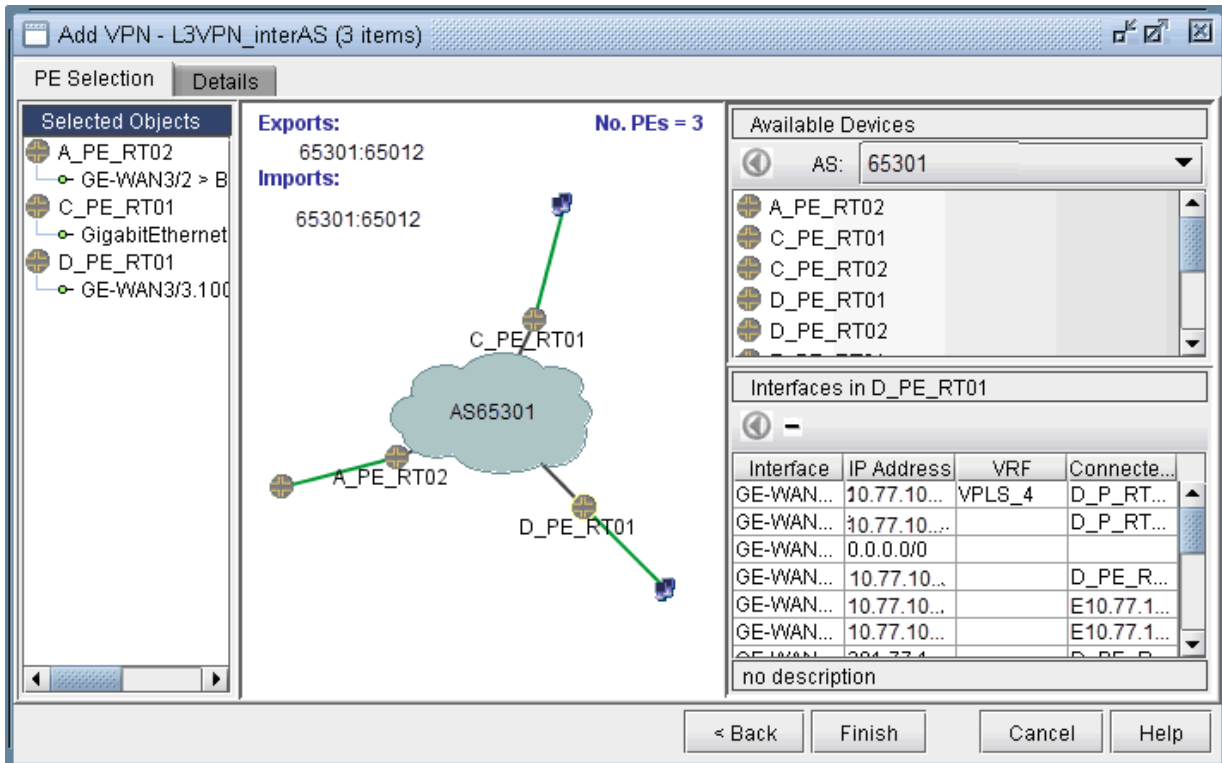 Add VPN - L3VPN_interAS (3 items)
PE Selection
Details
Selected Objects
A_PE_RT02
GE-WAN3/2 > B
C_PE_RT01
GigabitEthernet
D_PE_RT01
GE-WAN3/3.100
Exports:
No. PEs = 3
65301:65012
Imports:
65301:65012
C_PE_RT01
AS65301
A_PE_RT02
D_PE_RT01
Available Devices
AS: 65301
A_PE_RT02
C_PE_RT01
C_PE_RT02
D_PE_RT01
D_PE_RT02
Interfaces in D_PE_RT01
Interface IP Address VRF Connecte...
GE-WAN... 10.77.10... VPLS_4 D_P_RT...
GE-WAN... 10.77.10... D_P_RT...
GE-WAN... 0.0.0.0/0
GE-WAN... 10.77.10... D_PE_R...
GE-WAN... 10.77.10... E10.77.1...
GE-WAN... 10.77.10... E10.77.1...
no description
< Back
Finish
Cancel
Help